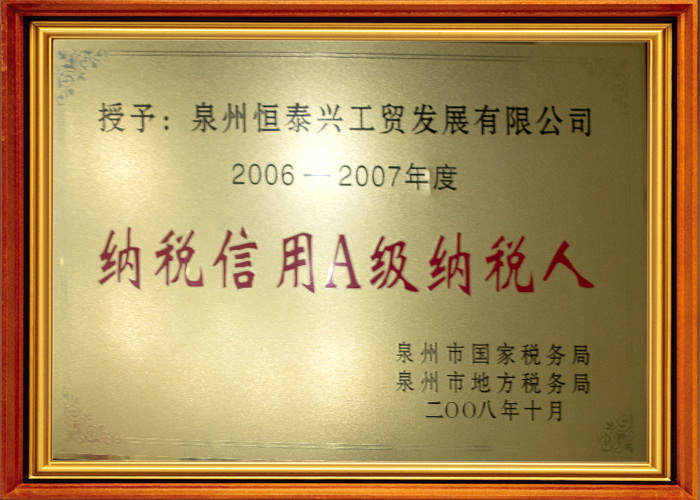 授予：泉州恒泰兴工贸发展有限公司
2006—2007年度
纳税信用A级纳税人
泉州市国家税务局
泉州市地方税务局
二〇〇八年十月